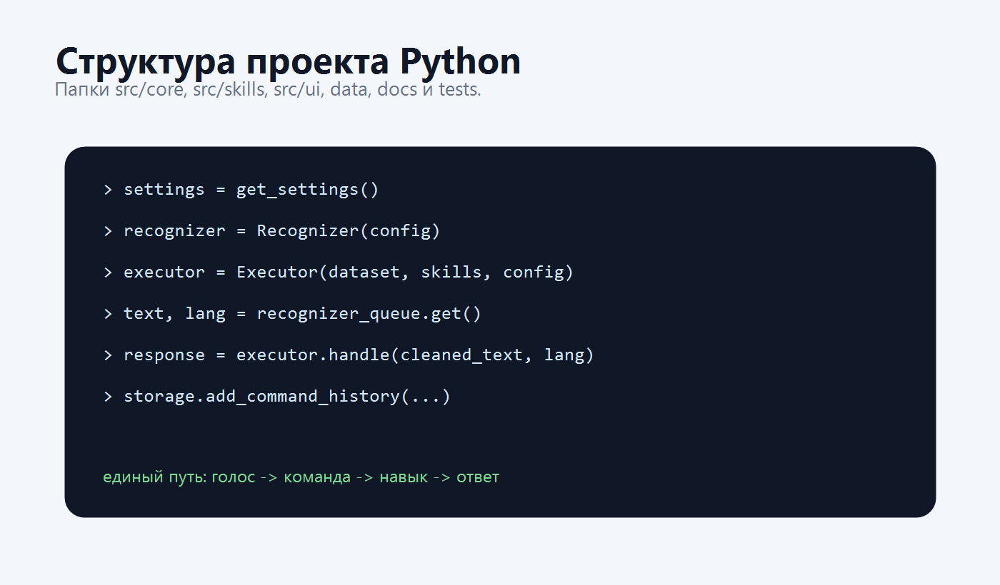 Структура проекта Python
Папки src/core, src/skills, src/ui, data, docs и tests.
> settings = get_settings()
> recognizer = Recognizer(config)
> executor = Executor(dataset, skills, config)
> text, lang = recognizer_queue.get()
> response = executor.handle(cleaned_text, lang)
> storage.add_command_history(...)
единый путь: голос -> команда -> навык -> ответ